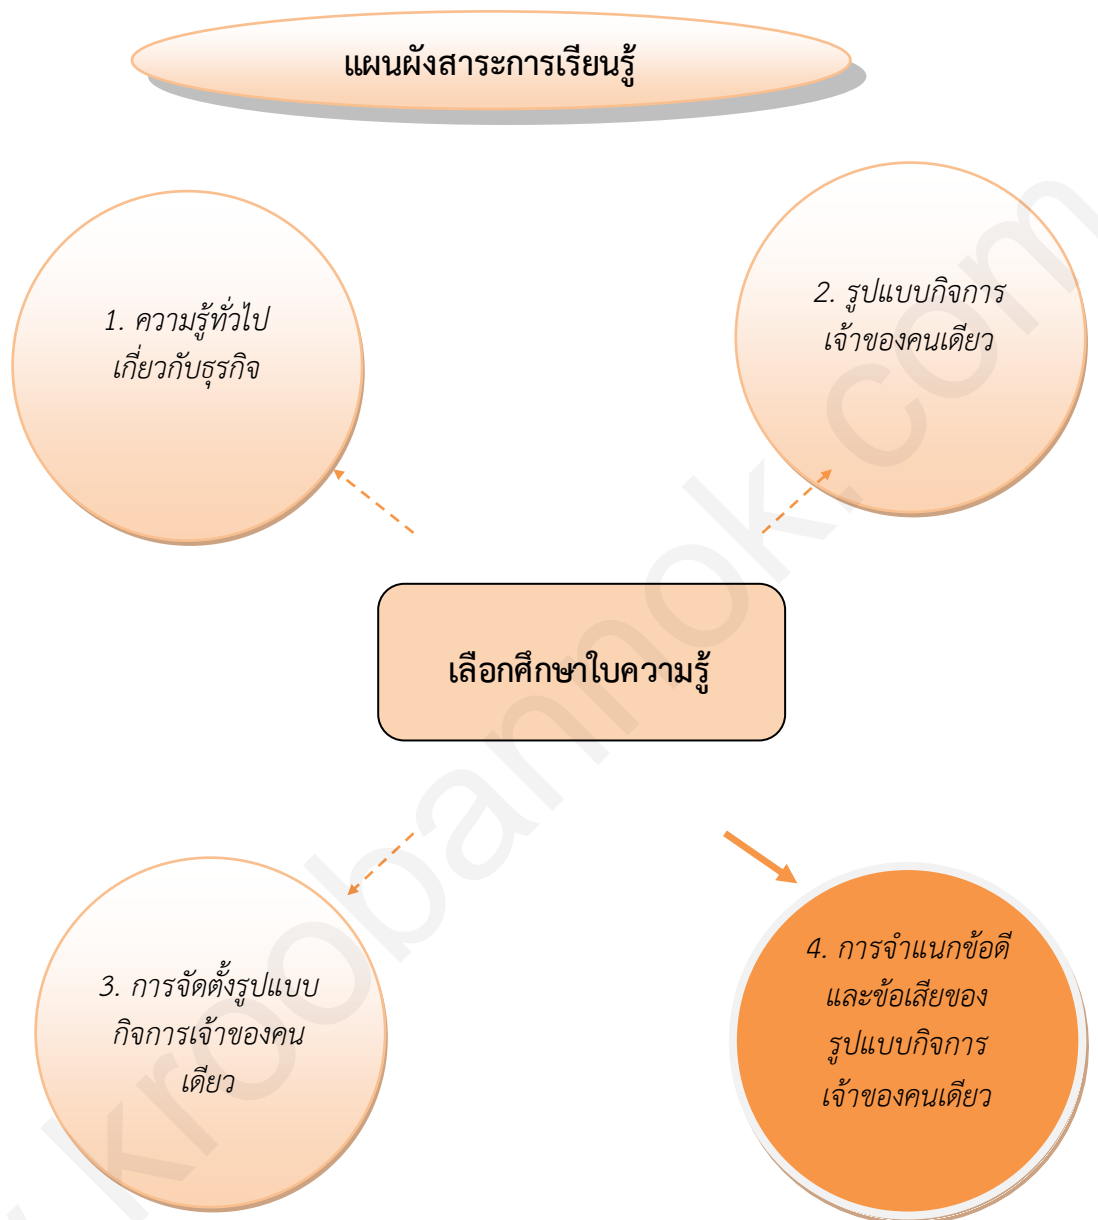 แผนผังสาระการเรียนรู้
1. ความรู้ทั่วไป
เกี่ยวกับธุรกิจ
2. รูปแบบกิจการ
เจ้าของคนเดียว
เลือกศึกษาใบความรู้
3. การจัดตั้งรูปแบบ
กิจการเจ้าของคน
เดียว
4. การจำแนกข้อดี
และข้อเสียของ
รูปแบบกิจการ
เจ้าของคนเดียว
kroobannok.com